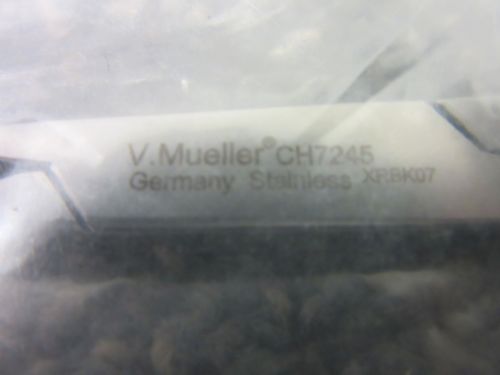 V.Mueller® CH7245
Germany Stainless XRBK07